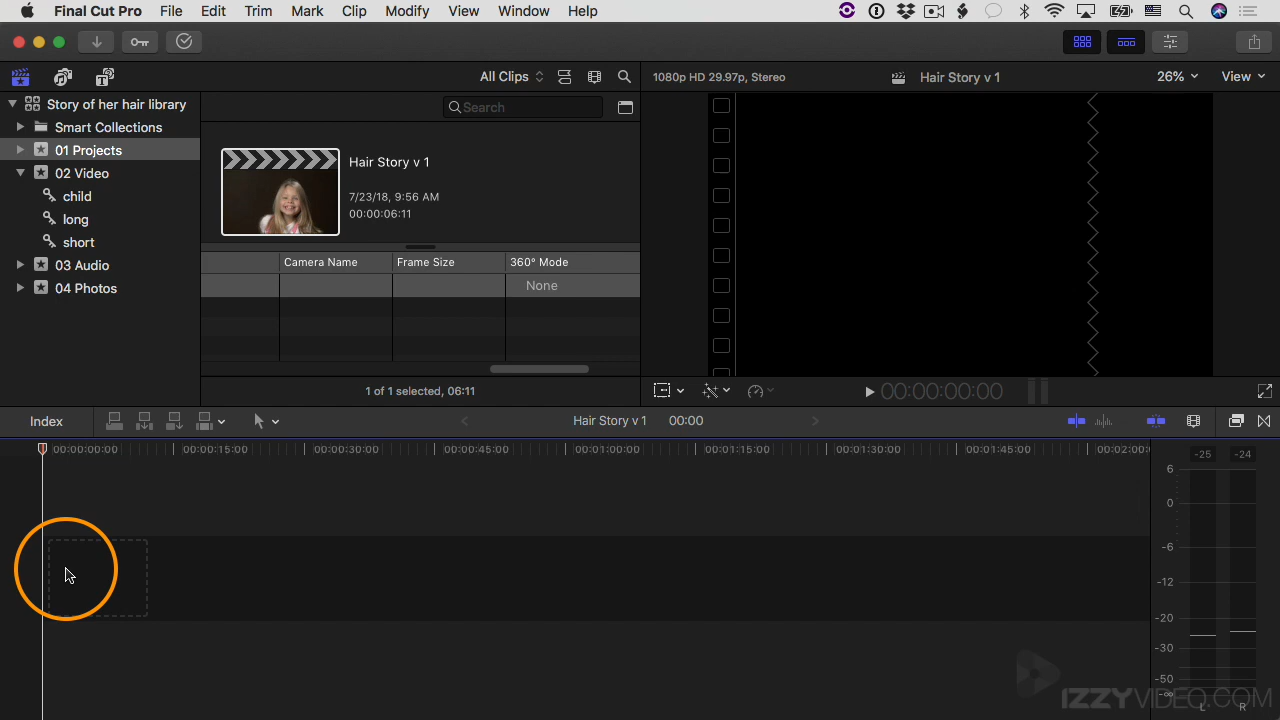 Final Cut Pro File Edit Trim Mark Clip Modify View Window Help
All Clips
1080p HD 29.97p, Stereo
Hair Story v 1
26%
View
Story of her hair library
Smart Collections
01 Projects
02 Video
child
long
short
03 Audio
04 Photos
Search
Hair Story v 1
7/23/18, 9:56 AM
00:00:06:11
Camera Name Frame Size 360° Mode
None
1 of 1 selected, 06:11
00:00:00:00
Index
Hair Story v 1 00:00
00:00:00:00 00:00:15:00 00:00:30:00 00:00:45:00 00:01:00:00 00:01:15:00 00:01:30:00 00:01:45:00 00:02:00:
-25 -24
6
0
-6
-12
-20
-30
-50
-∞
L R
IZZYVIDEO.COM